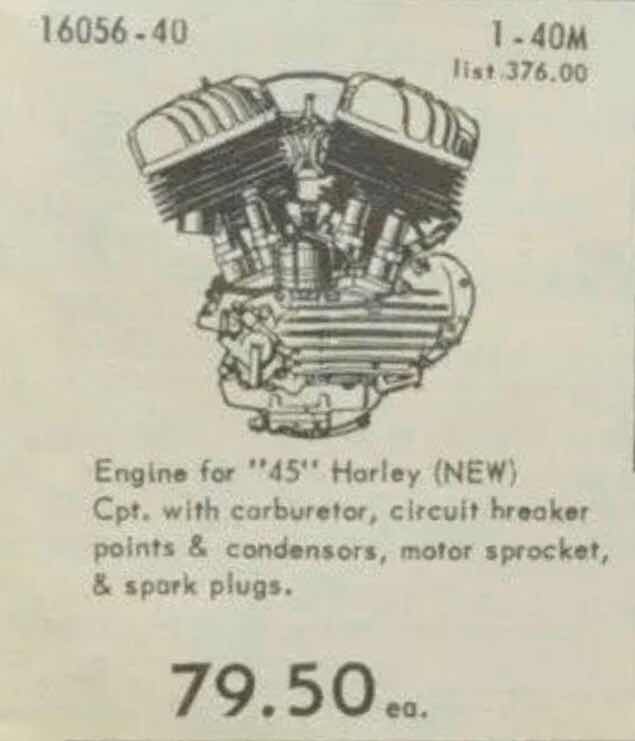 16056-40
1-40M
list 376.00
Engine for "45" Harley (NEW)
Cpt. with carburetor, circuit breaker
points & condensors, motor sprocket,
& spark plugs.
79.50 ea.